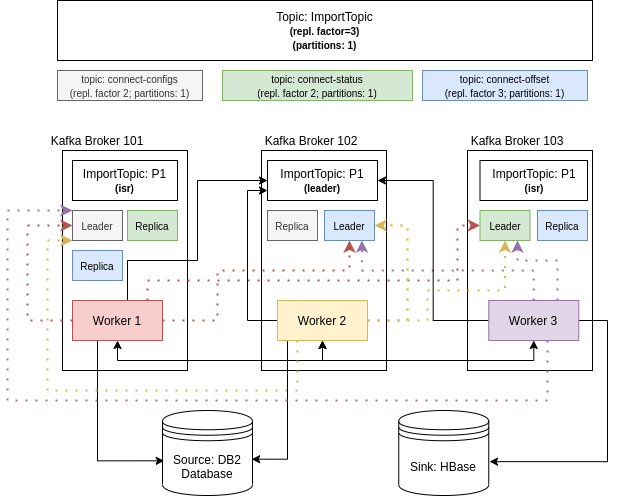 Topic: ImportTopic
(repl. factor=3)
(partitions: 1)
topic: connect-configs
(repl. factor 2; partitions: 1)
topic: connect-status
(repl. factor 2; partitions: 1)
topic: connect-offset
(repl. factor 3; partitions: 1)
Kafka Broker 101
Kafka Broker 102
Kafka Broker 103
ImportTopic: P1
(isr)
ImportTopic: P1
(leader)
ImportTopic: P1
(isr)
Leader
Replica
Replica
Leader
Leader
Replica
Replica
Worker 1
Worker 2
Worker 3
Source: DB2
Database
Sink: HBase